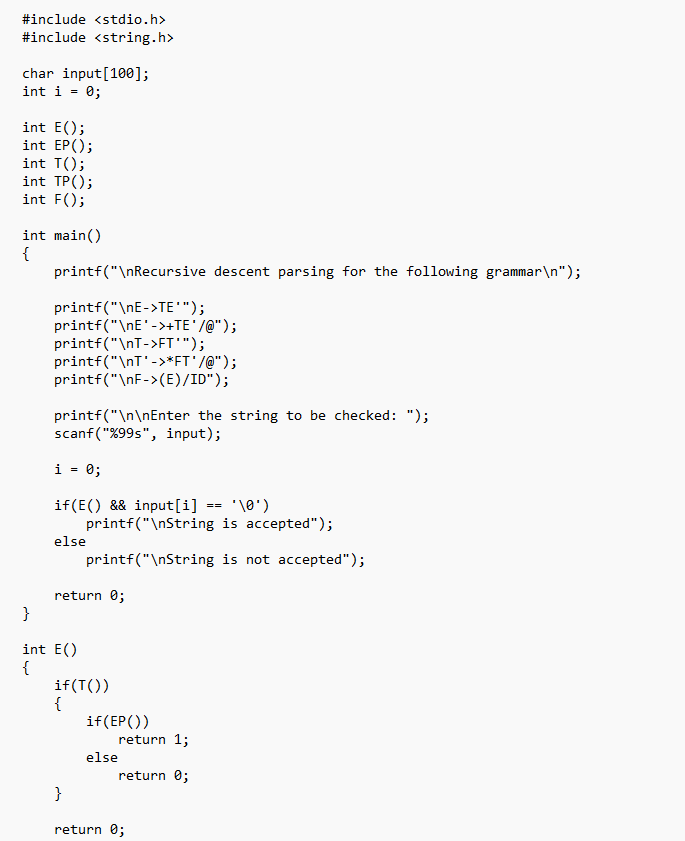 #include <stdio.h>
#include <string.h>

char input[100];
int i = 0;

int E();
int EP();
int T();
int TP();
int F();

int main()
{
    printf("\nRecursive descent parsing for the following grammar\n");

    printf("\nE->TE'");
    printf("\nE'->+TE'/@");
    printf("\nT->FT'");
    printf("\nT'->*FT'/@");
    printf("\nF->(E)/ID");

    printf("\n\nEnter the string to be checked: ");
    scanf("%99s", input);

    i = 0;

    if(E() && input[i] == '\0')
        printf("\nString is accepted");
    else
        printf("\nString is not accepted");

    return 0;
}

int E()
{
    if(T())
    {
        if(EP())
            return 1;
        else
            return 0;
    }

    return 0;